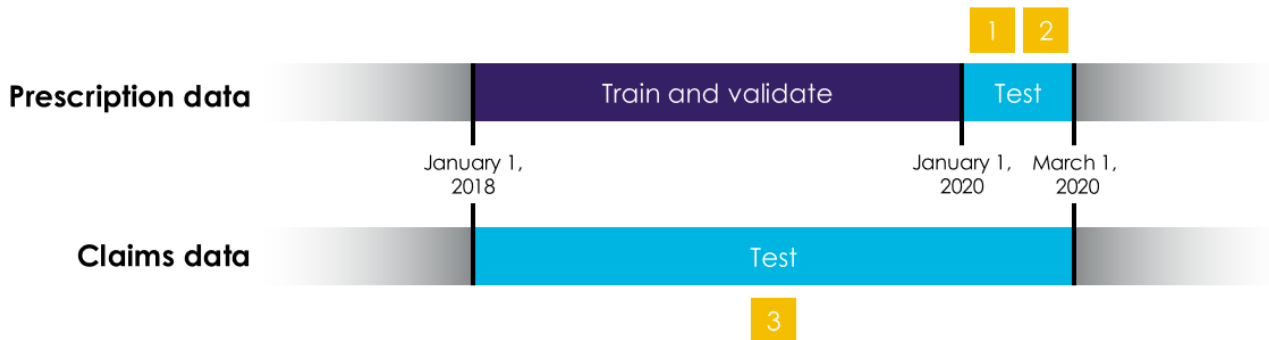 1 2
Prescription data Train and validate Test
January 1, January 1, March 1,
2018 2020 2020
Claims data Test
3